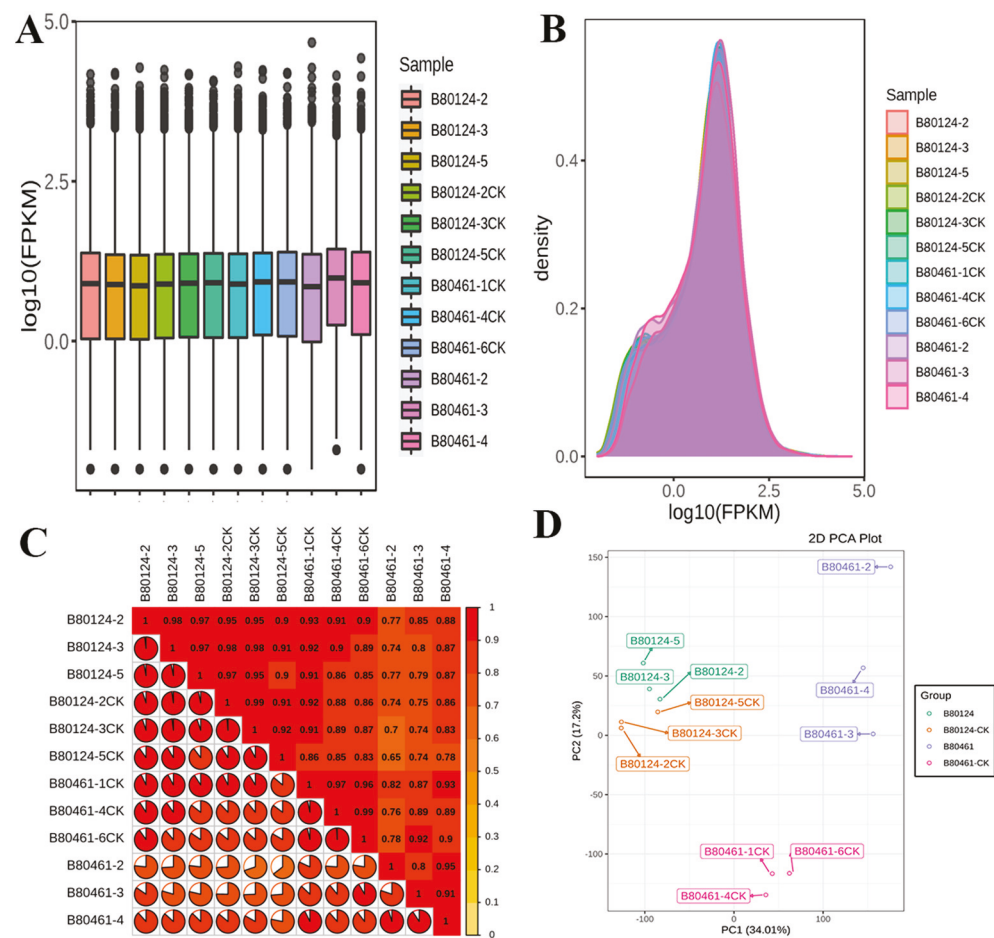 A
5.0
2.5
0.0
log10(FPKM)
Sample
B80124-2
B80124-3
B80124-5
B80124-2CK
B80124-3CK
B80124-5CK
B80461-1CK
B80461-4CK
B80461-6CK
B80461-2
B80461-3
B80461-4
B
0.4
0.2
0.0
density
0.0 2.5 5.0
log10(FPKM)
Sample
B80124-2
B80124-3
B80124-5
B80124-2CK
B80124-3CK
B80124-5CK
B80461-1CK
B80461-4CK
B80461-6CK
B80461-2
B80461-3
B80461-4
C
B80124-2 B80124-3 B80124-5 B80124-2CK B80124-3CK B80124-5CK B80461-1CK B80461-4CK B80461-6CK B80461-2 B80461-3 B80461-4
B80124-2 1 0.98 0.97 0.95 0.95 0.9 0.93 0.91 0.9 0.77 0.85 0.88
B80124-3 1 0.97 0.98 0.98 0.91 0.92 0.9 0.89 0.74 0.8 0.87
B80124-5 1 0.97 0.95 0.9 0.91 0.86 0.85 0.77 0.79 0.87
B80124-2CK 1 0.99 0.91 0.91 0.88 0.86 0.74 0.75 0.86
B80124-3CK 1 0.92 0.91 0.89 0.87 0.7 0.74 0.83
B80124-5CK 1 0.86 0.85 0.83 0.65 0.74 0.78
B80461-1CK 1 0.97 0.96 0.82 0.87 0.93
B80461-4CK 1 0.99 0.76 0.89 0.89
B80461-6CK 1 0.78 0.92 0.9
B80461-2 1 0.8 0.95
B80461-3 1 0.91
B80461-4 1
1
0.9
0.8
0.7
0.6
0.5
0.4
0.3
0.2
0.1
0
D
2D PCA Plot
150
100
50
0
-50
-100
PC2 (17.2%)
B80461-2
B80124-5
B80124-3
B80124-2
B80461-4
B80124-5CK
B80124-3CK
B80461-3
B80124-2CK
B80461-1CK
B80461-6CK
B80461-4CK
-100 0 100
PC1 (34.01%)
Group
B80124
B80124-CK
B80461
B80461-CK